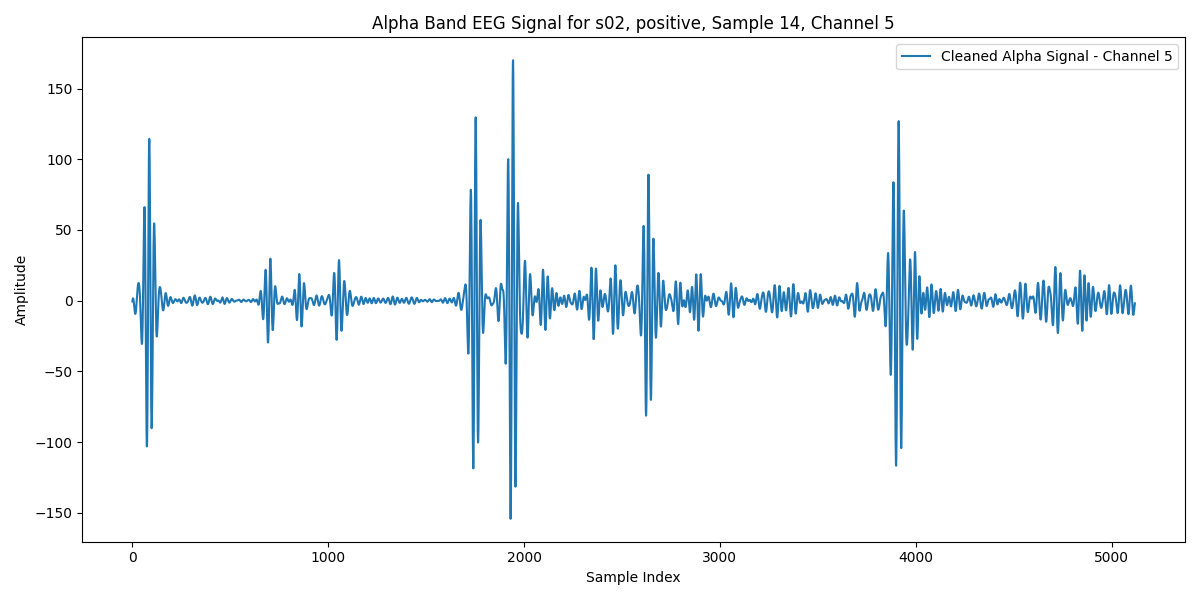 Alpha Band EEG Signal for s02, positive, Sample 14, Channel 5
Cleaned Alpha Signal - Channel 5
150
100
50
0
−50
−100
−150
Amplitude
0 1000 2000 3000 4000 5000
Sample Index